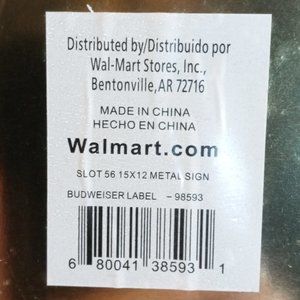 Distributed by/Distribuido por
Wal-Mart Stores, Inc.,
Bentonville,AR 72716
MADE IN CHINA
HECHO EN CHINA
Walmart.com
SLOT 56 15X12 METAL SIGN
BUDWEISER LABEL – 98593
6 80041 38593 1